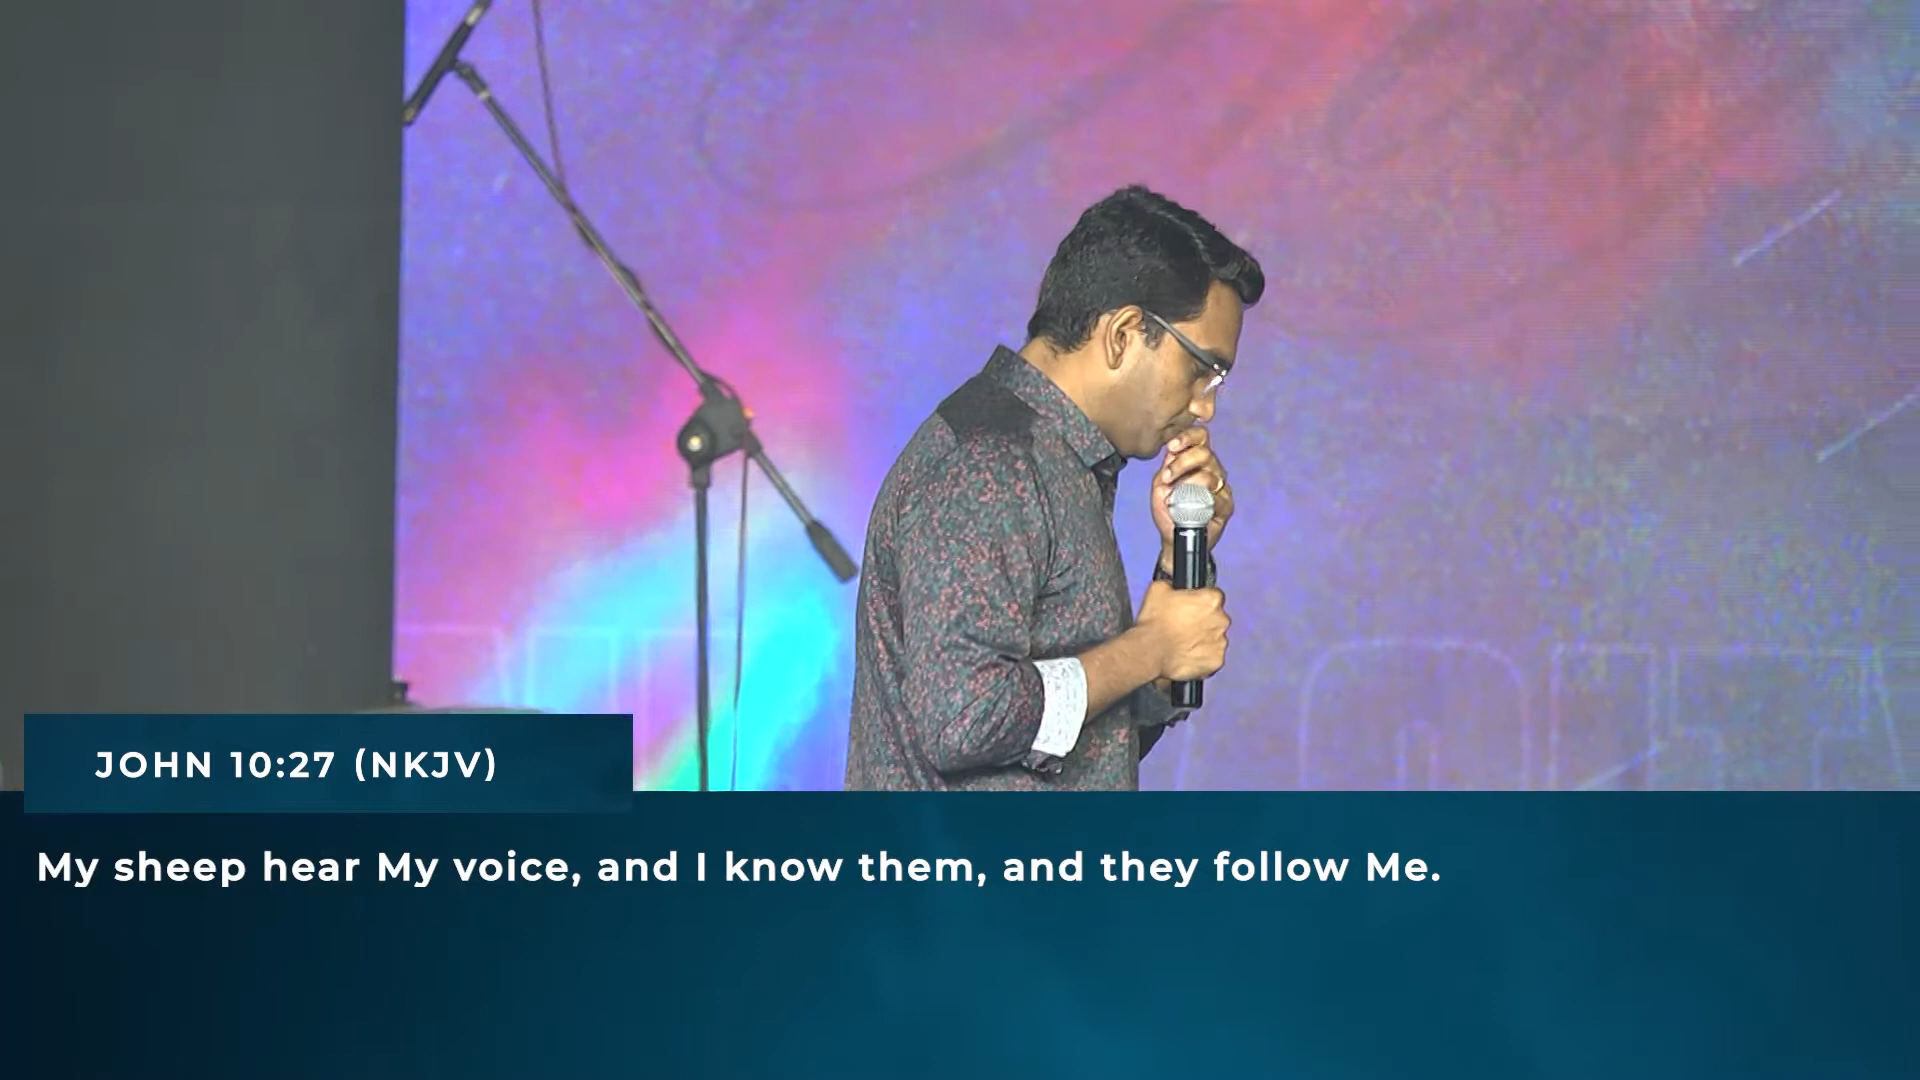 JOHN 10:27 (NKJV)
My sheep hear My voice, and I know them, and they follow Me.